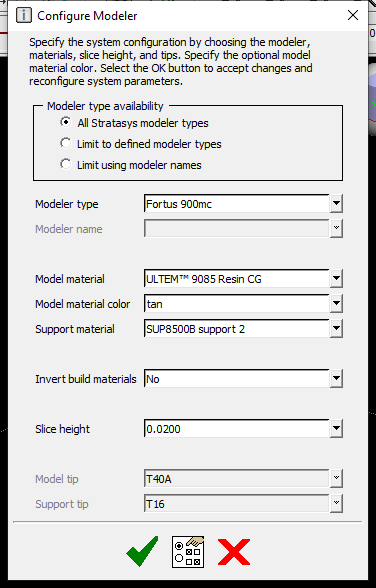 Configure Modeler
Specify the system configuration by choosing the modeler,
materials, slice height, and tips. Specify the optional model
material color. Select the OK button to accept changes and
reconfigure system parameters.
Modeler type availability
All Stratasys modeler types
Limit to defined modeler types
Limit using modeler names
Modeler type Fortus 900mc
Modeler name
Model material ULTEM™ 9085 Resin CG
Model material color tan
Support material SUP8500B support 2
Invert build materials No
Slice height 0.0200
Model tip T40A
Support tip T16